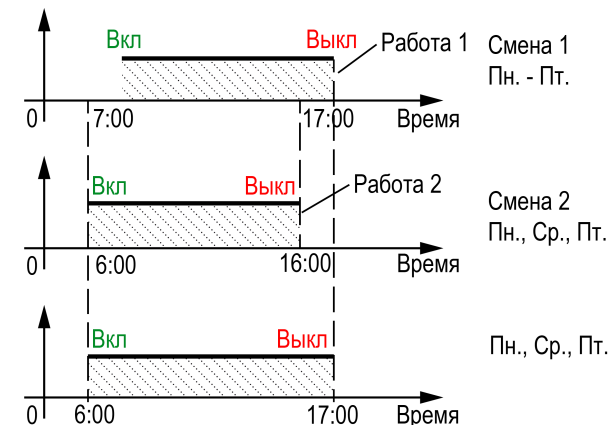 Вкл Выкл Работа 1 Смена 1
Пн. - Пт.
0 7:00 17:00 Время
Вкл Выкл Работа 2 Смена 2
Пн., Ср., Пт.
0 6:00 16:00 Время
Вкл Выкл Пн., Ср., Пт.
0 6:00 17:00 Время